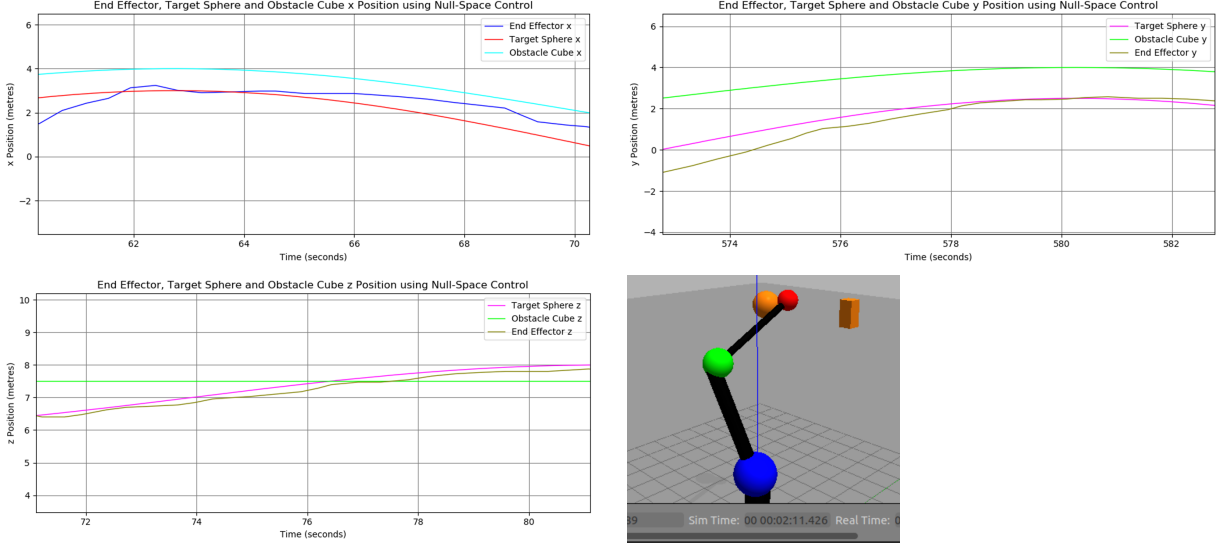 End Effector, Target Sphere and Obstacle Cube x Position using Null-Space Control
6
4
2
0
−2
x Position (metres)
End Effector x
Target Sphere x
Obstacle Cube x
62 64 66 68 70
Time (seconds)
End Effector, Target Sphere and Obstacle Cube y Position using Null-Space Control
6
4
2
0
−2
−4
y Position (metres)
Target Sphere y
Obstacle Cube y
End Effector y
574 576 578 580 582
Time (seconds)
End Effector, Target Sphere and Obstacle Cube z Position using Null-Space Control
10
9
8
7
6
5
4
z Position (metres)
Target Sphere z
Obstacle Cube z
End Effector z
72 74 76 78 80
Time (seconds)
Sim Time: 00 00:02:11.426 Real Time: